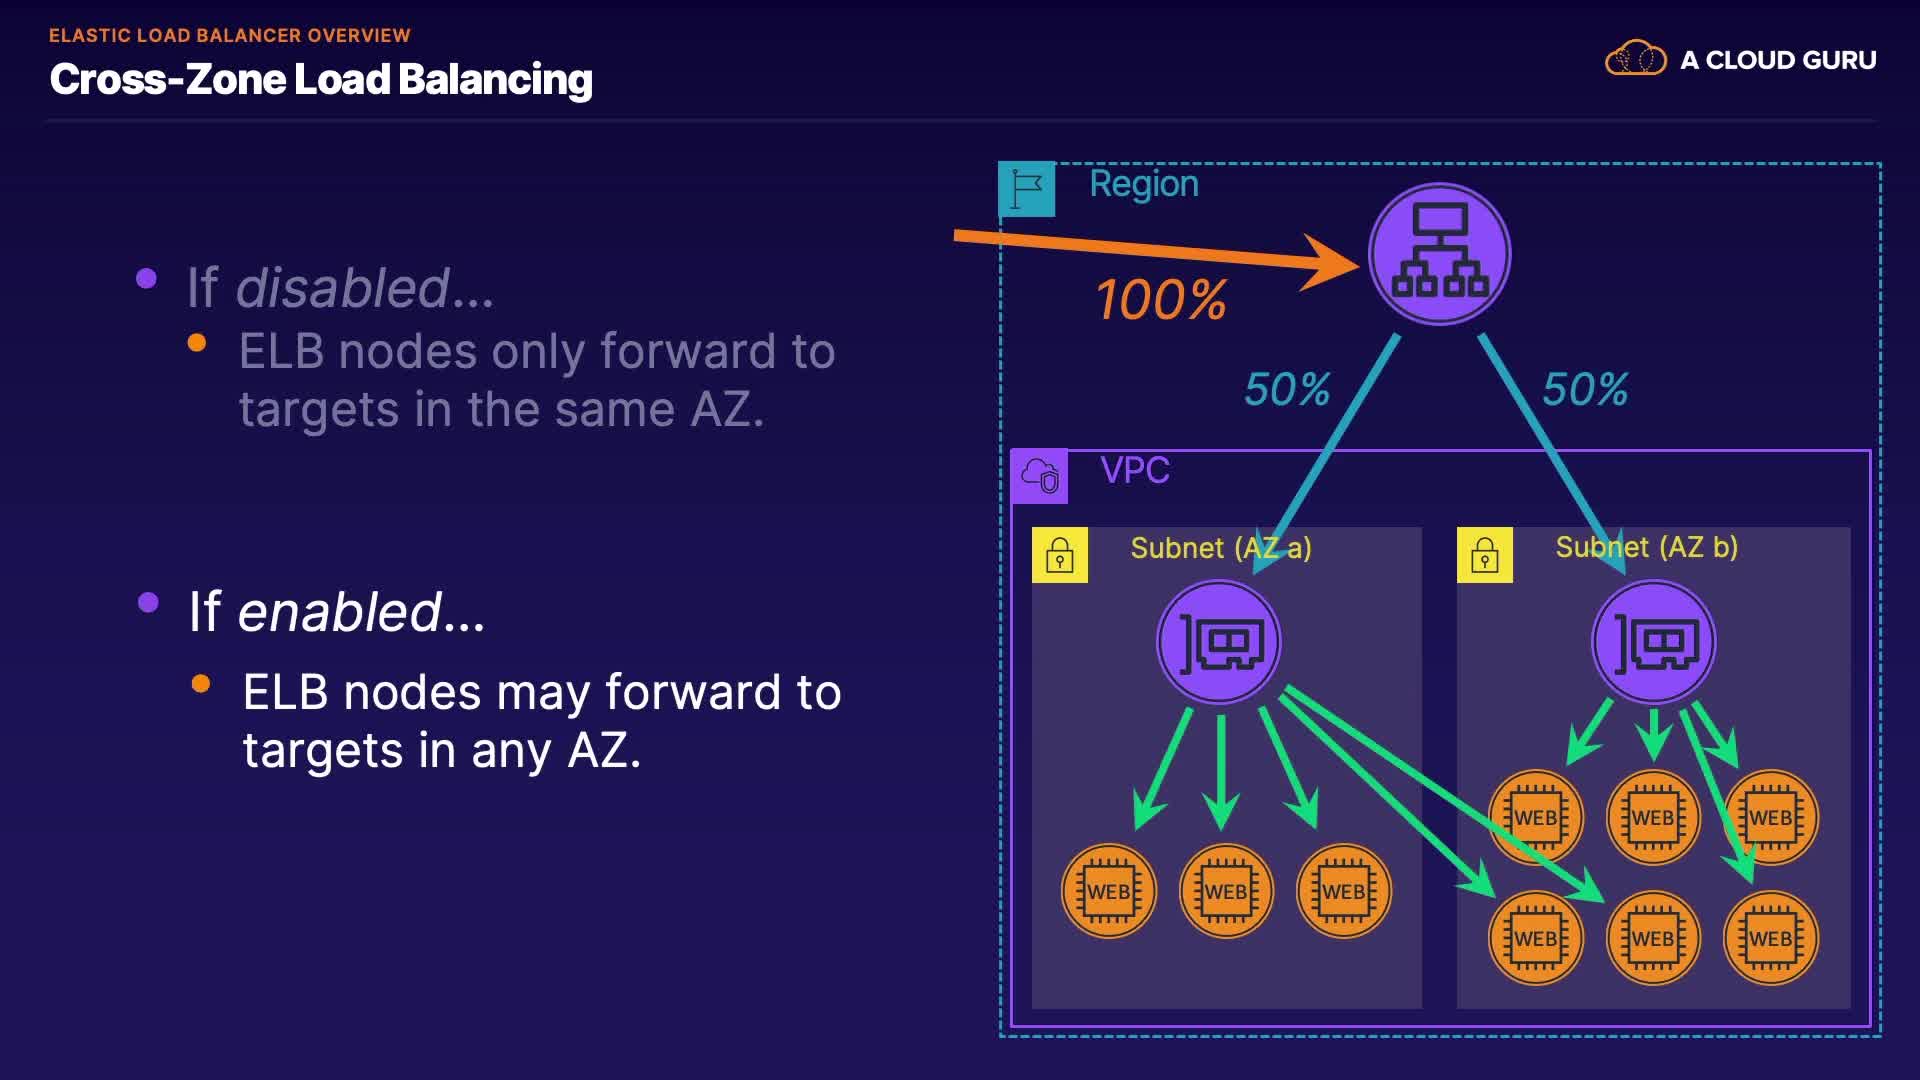 ELASTIC LOAD BALANCER OVERVIEW
Cross-Zone Load Balancing
A CLOUD GURU
If disabled...
ELB nodes only forward to
targets in the same AZ.
If enabled...
ELB nodes may forward to
targets in any AZ.
Region
100%
50%
50%
VPC
Subnet (AZ a)
Subnet (AZ b)
WEB WEB WEB
WEB WEB WEB
WEB WEB WEB